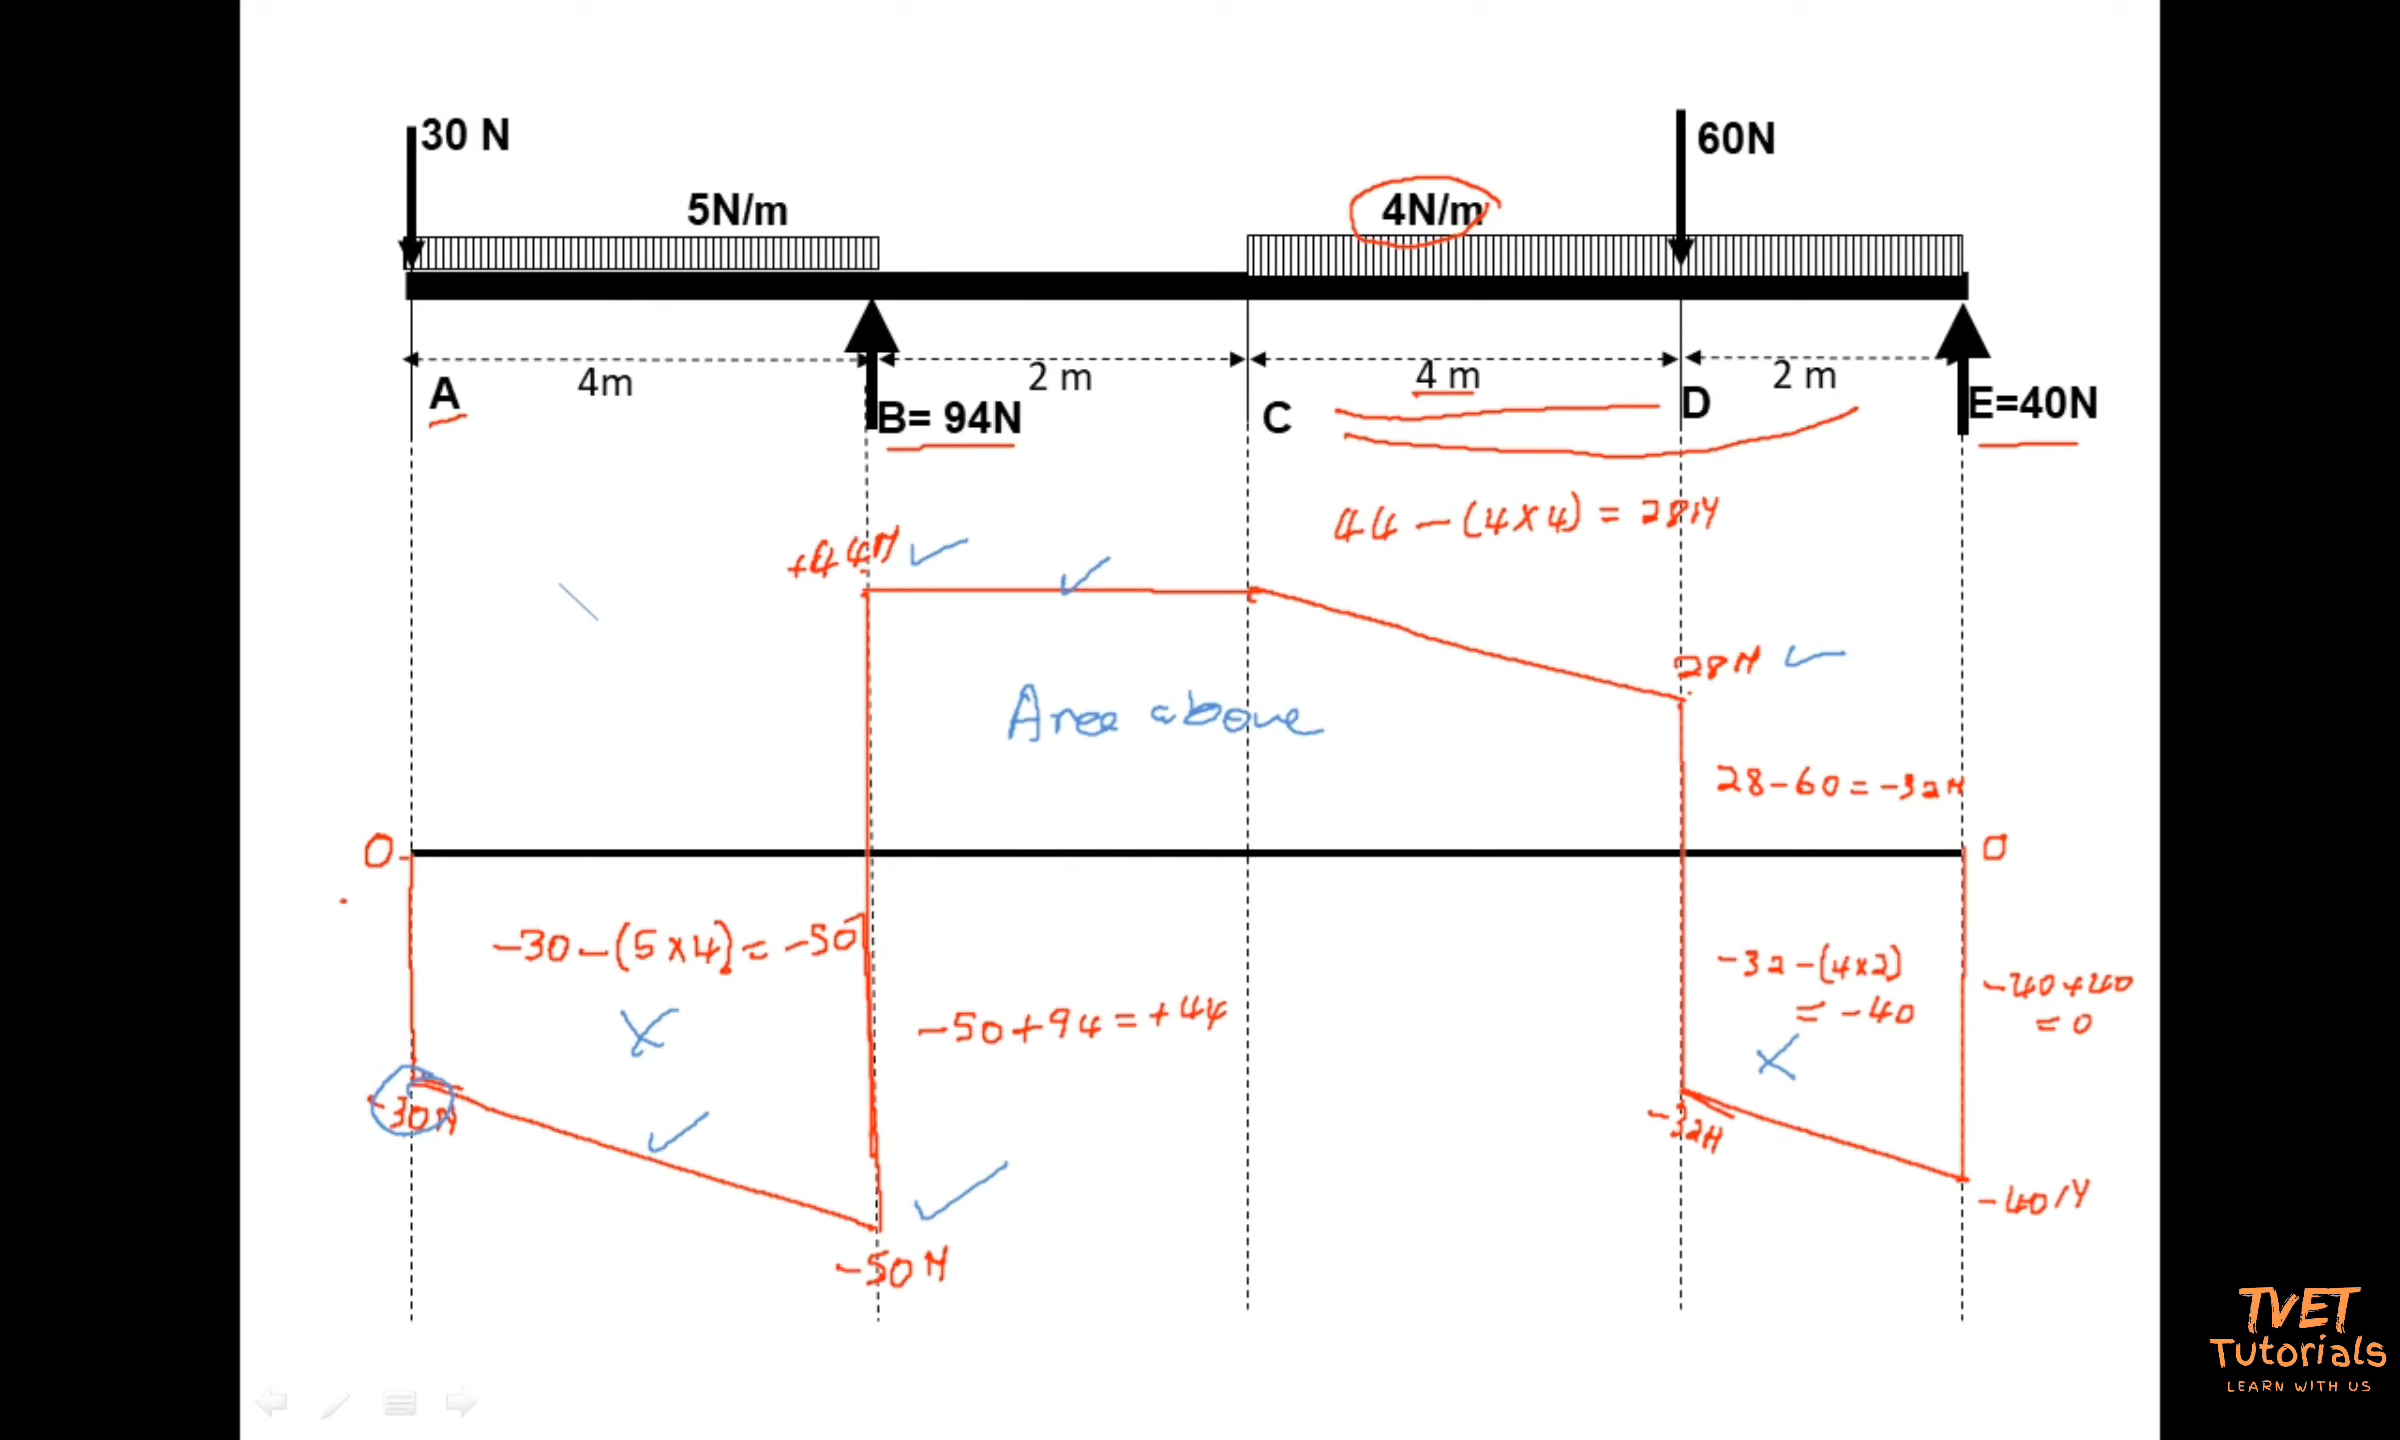 30 N
60N
5N/m
4N/m
4m
2 m
4 m
2 m
A
B= 94N
C
D
E=40N
44-(4×4) = 28N
+44N
28N
Area above
28-60=-32N
0
0
-30-(5×4)= -50
-32-(4×2)
= -40
-40+40
= 0
-50+94=+44
-30N
-32N
-40N
-50N
TVET
Tutorials
LEARN WITH US